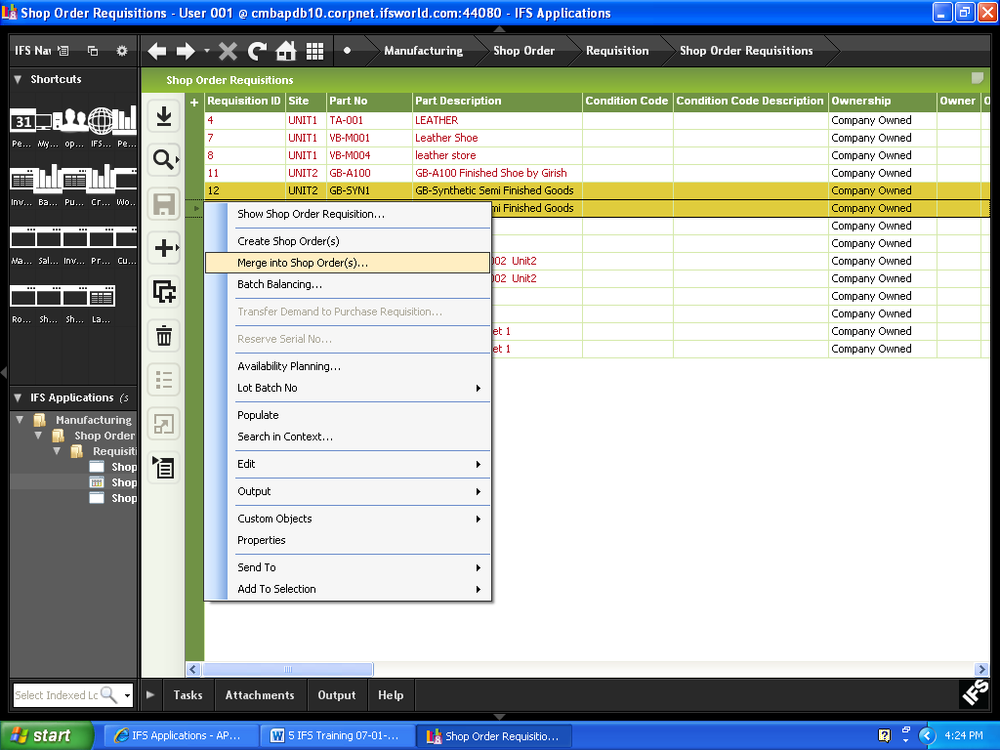 Shop Order Requisitions - User 001 @ cmbapdb10.corpnet.ifsworld.com:44080 - IFS Applications
IFS Nav
Manufacturing Shop Order Requisition Shop Order Requisitions
Shortcuts
31
Pe... My... op... IFS... Pe...
Inv... Ba... Pu... Cr... Wo...
Ma... Sal... Inv... Pr... Cu...
Ro... Sh... Sh... La...
IFS Applications (s
Manufacturing
Shop Order
Requisiti
Shop
Shop
Shop
Select Indexed Lc
Shop Order Requisitions
Requisition ID Site Part No Part Description Condition Code Condition Code Description Ownership Owner O
4 UNIT1 TA-001 LEATHER Company Owned
7 UNIT1 VB-M001 Leather Shoe Company Owned
8 UNIT1 VB-M004 leather store Company Owned
11 UNIT2 GB-A100 GB-A100 Finished Shoe by Girish Company Owned
12 UNIT2 GB-SYN1 GB-Synthetic Semi Finished Goods Company Owned
mi Finished Goods Company Owned
Company Owned
Company Owned
002 Unit2 Company Owned
002 Unit2 Company Owned
Company Owned
Company Owned
et 1 Company Owned
et 1 Company Owned
Show Shop Order Requisition...
Create Shop Order(s)
Merge into Shop Order(s)...
Batch Balancing...
Transfer Demand to Purchase Requisition...
Reserve Serial No...
Availability Planning...
Lot Batch No
Populate
Search in Context...
Edit
Output
Custom Objects
Properties
Send To
Add To Selection
Tasks Attachments Output Help
IFS
start IFS Applications - AP... 5 IFS Training 07-01-... Shop Order Requisitio... 4:24 PM